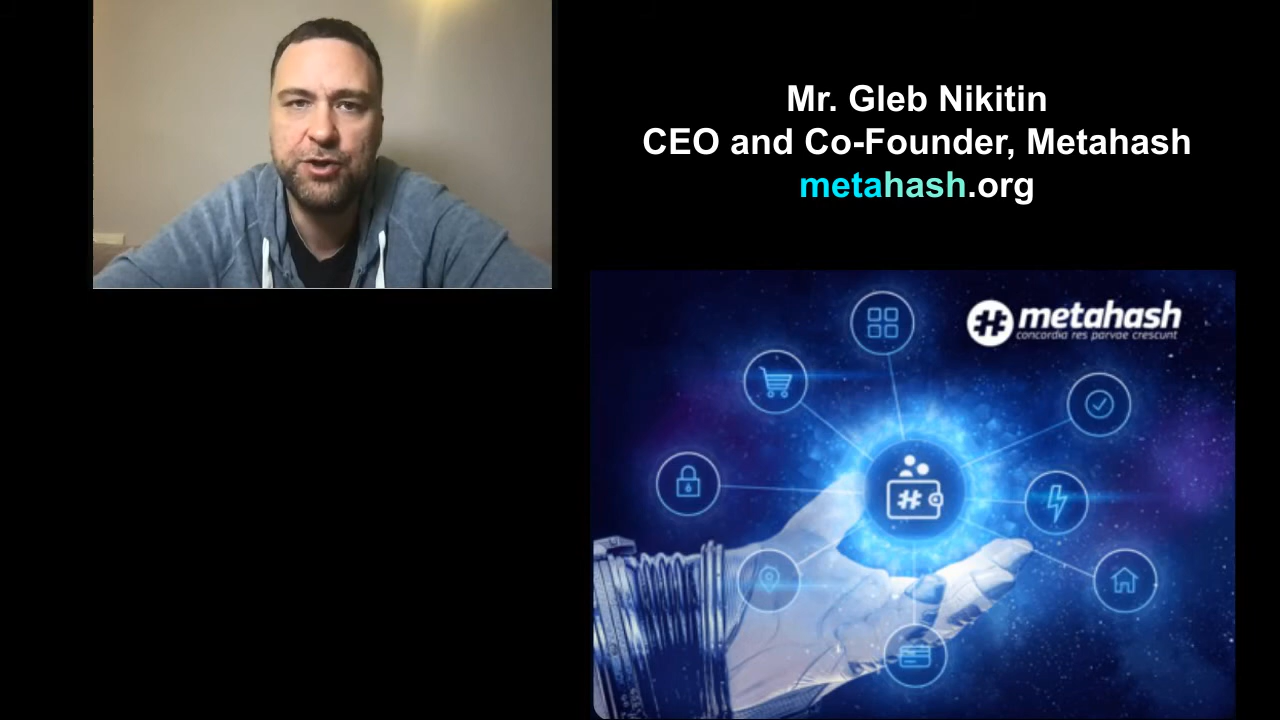 Mr. Gleb Nikitin
CEO and Co-Founder, Metahash
metahash.org
metahash
concordia res parvae crescunt